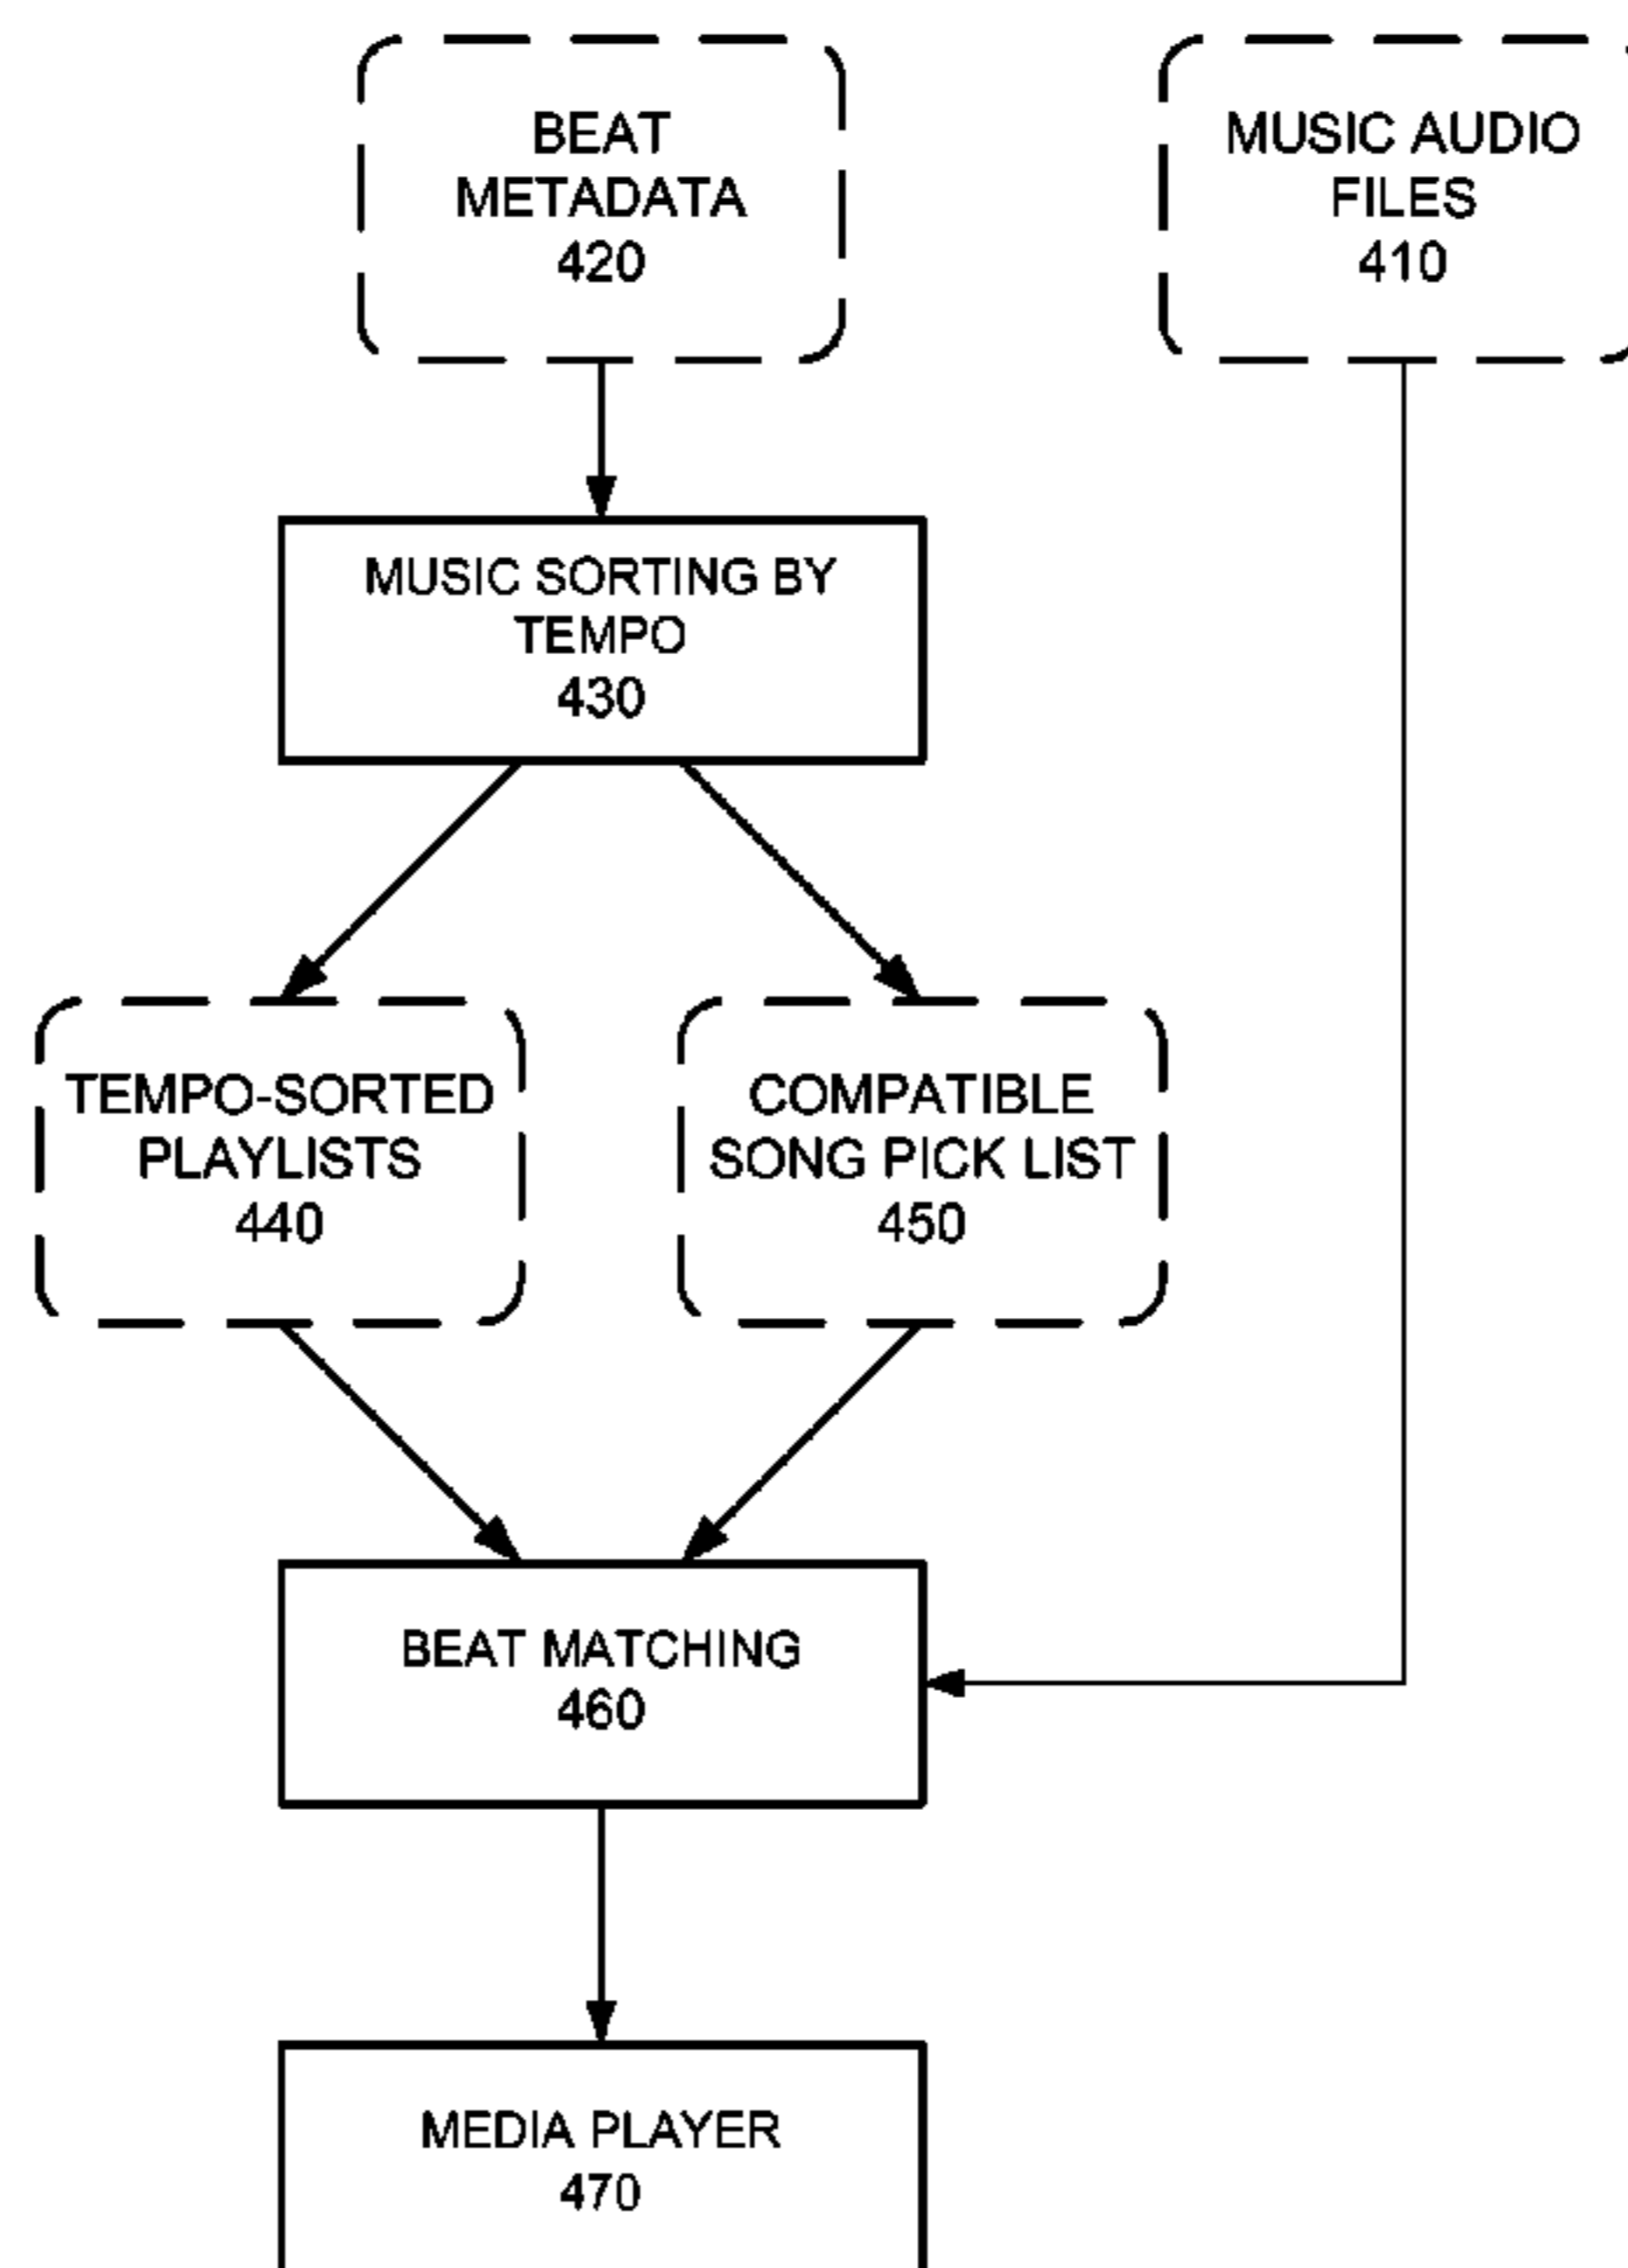 BEAT
METADATA
420
MUSIC AUDIO
FILES
410
MUSIC SORTING BY
TEMPO
430
TEMPO-SORTED
PLAYLISTS
440
COMPATIBLE
SONG PICK LIST
450
BEAT MATCHING
460
MEDIA PLAYER
470